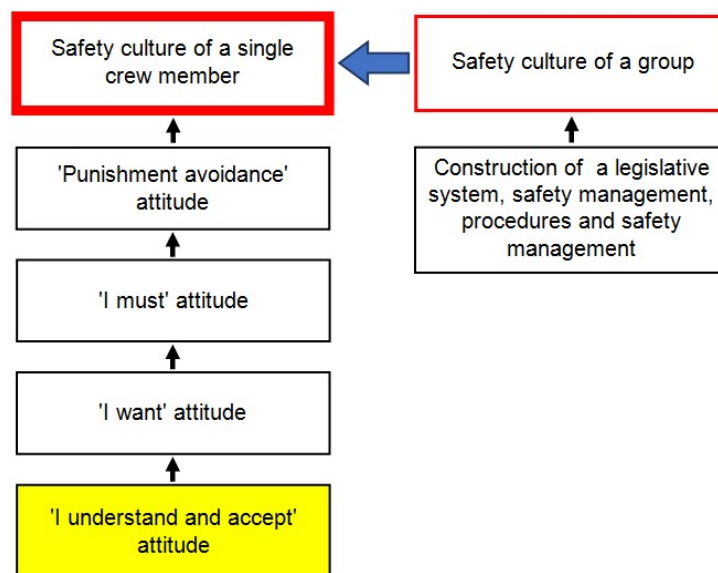 Safety culture of a single
crew member
Safety culture of a group
'Punishment avoidance'
attitude
Construction of a legislative
system, safety management,
procedures and safety
management
'I must' attitude
'I want' attitude
'I understand and accept'
attitude